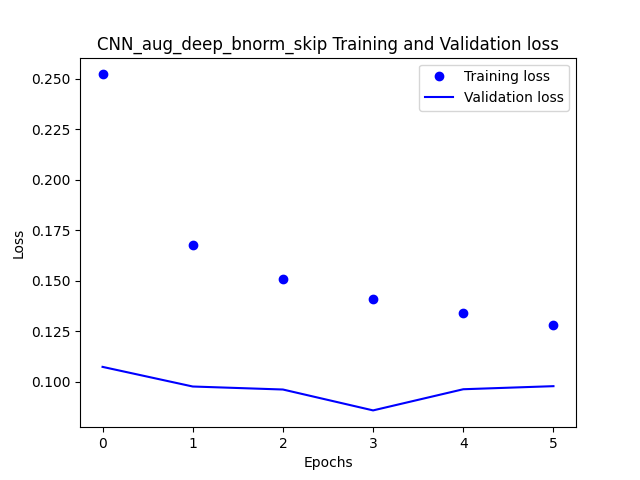 CNN_aug_deep_bnorm_skip Training and Validation loss
Training loss
Validation loss
0.250
0.225
0.200
0.175
0.150
0.125
0.100
Loss
0 1 2 3 4 5
Epochs